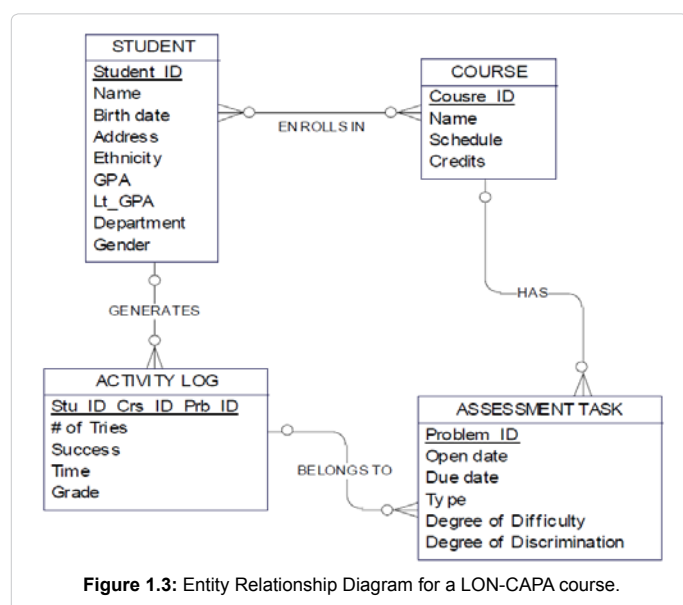 STUDENT
Student_ID
Name
Birth date
Address
Ethnicity
GPA
Lt_GPA
Department
Gender
ENROLLS IN
COURSE
Cousre_ID
Name
Schedule
Credits
GENERATES
HAS
ACTIVITY LOG
Stu_ID_Crs_ID_Prb_ID
# of Tries
Success
Time
Grade
BELONGS TO
ASSESSMENT TASK
Problem_ID
Open date
Due date
Type
Degree of Difficulty
Degree of Discrimination
Figure 1.3: Entity Relationship Diagram for a LON-CAPA course.